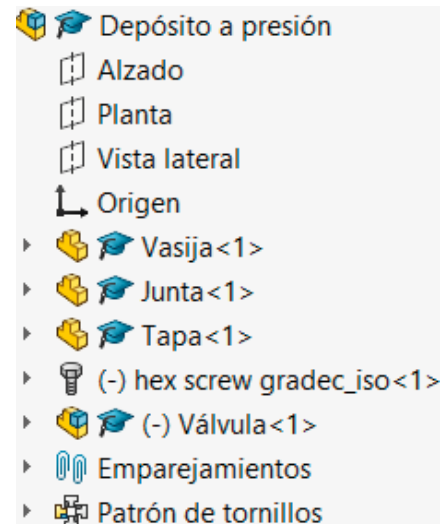 Depósito a presión
Alzado
Planta
Vista lateral
Origen
Vasija<1>
Junta<1>
Tapa<1>
(-) hex screw gradec_iso<1>
(-) Válvula<1>
Emparejamientos
Patrón de tornillos